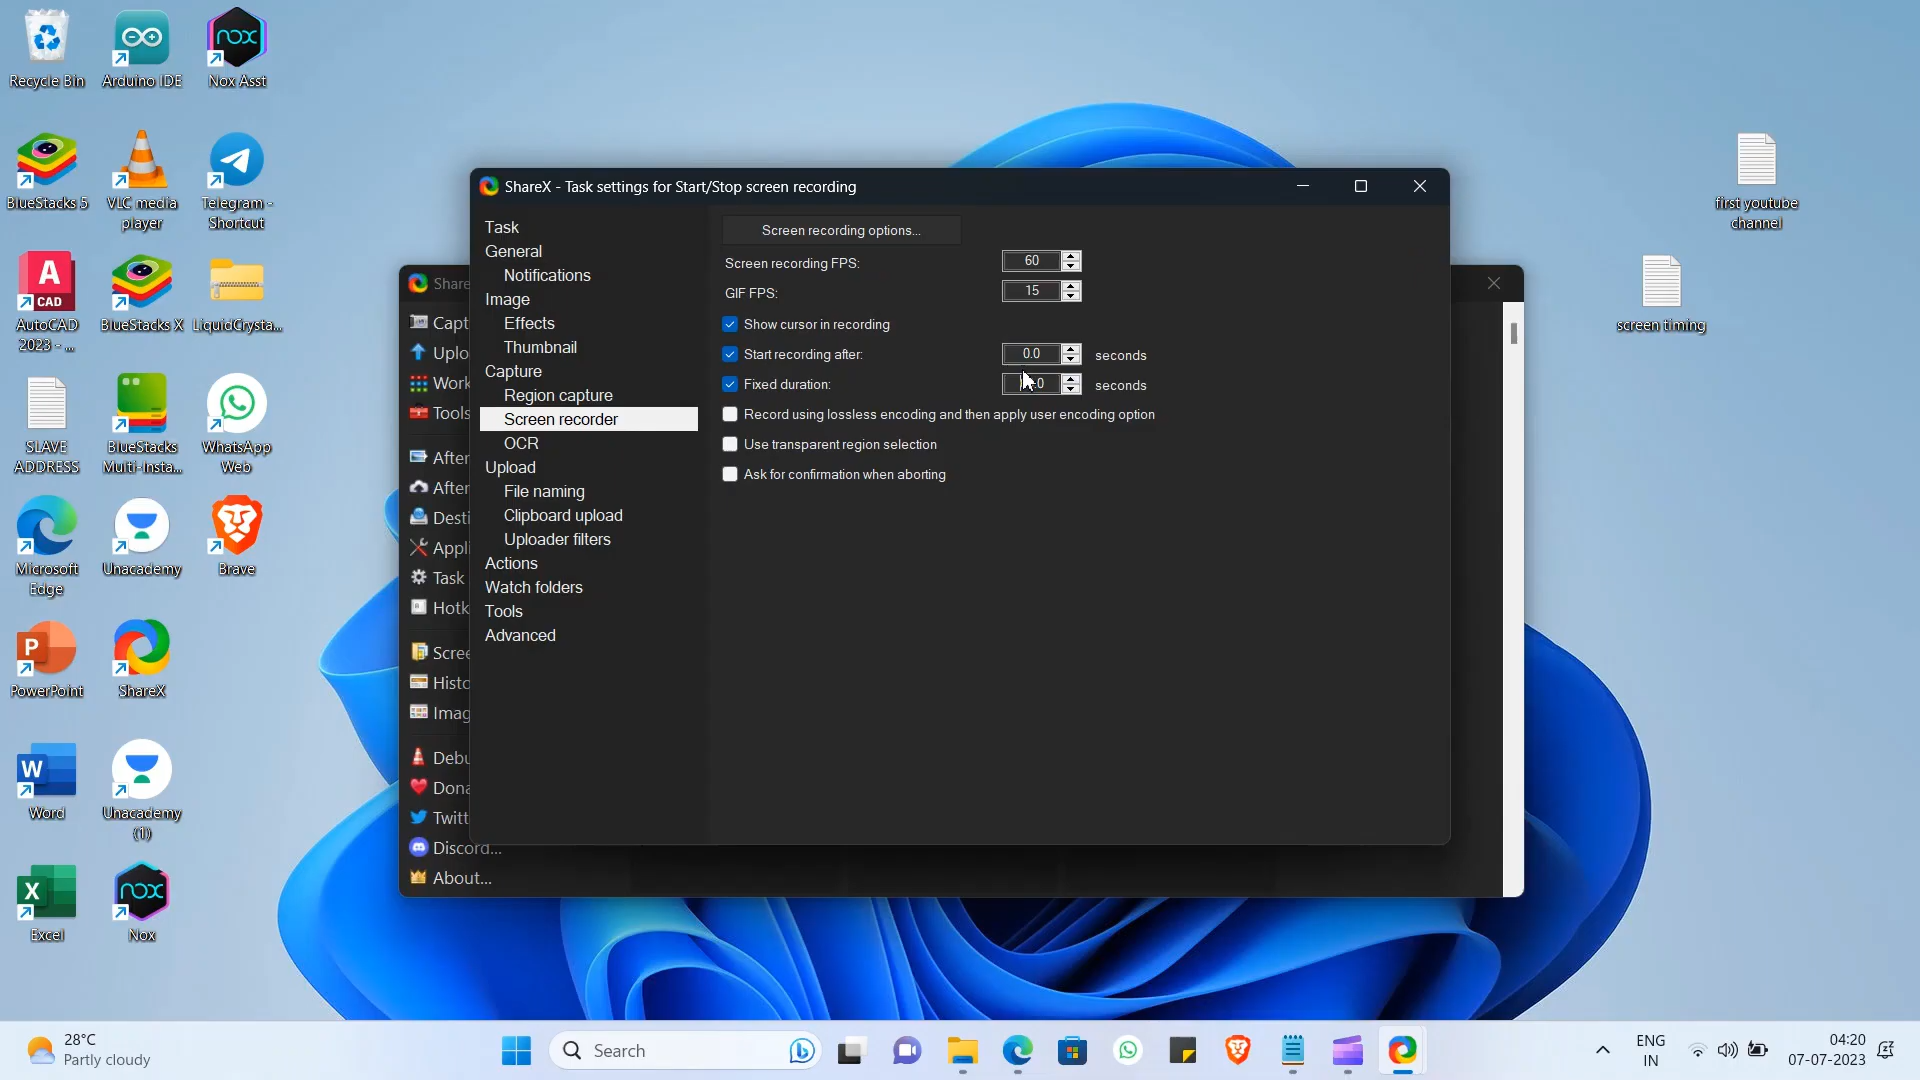 Recycle Bin
Arduino IDE
Nox Asst
BlueStacks 5
VLC media
player
Telegram -
Shortcut
A
CAD
AutoCAD
2023 - ...
BlueStacks X
LiquidCrysta...
SLAVE
ADDRESS
BlueStacks
Multi-Insta...
WhatsApp
Web
Microsoft
Edge
Unacademy
Brave
PowerPoint
ShareX
Word
Unacademy
(1)
Excel
Nox
first youtube
channel
screen timing
ShareX - Task settings for Start/Stop screen recording
Task
General
Notifications
Image
Effects
Thumbnail
Capture
Region capture
Screen recorder
OCR
Upload
File naming
Clipboard upload
Uploader filters
Actions
Watch folders
Tools
Advanced
Screen recording options...
Screen recording FPS: 60
GIF FPS: 15
Show cursor in recording
Start recording after: 0.0 seconds
Fixed duration: seconds
Record using lossless encoding and then apply user encoding option
Use transparent region selection
Ask for confirmation when aborting
Share
Capt
Uplo
Work
Tools
After
After
Desti
Appli
Task
Hotk
Scree
Histo
Imag
Debu
Dona
Twitt
Discord...
About...
28°C
Partly cloudy
Search
ENG
IN
04:20
07-07-2023